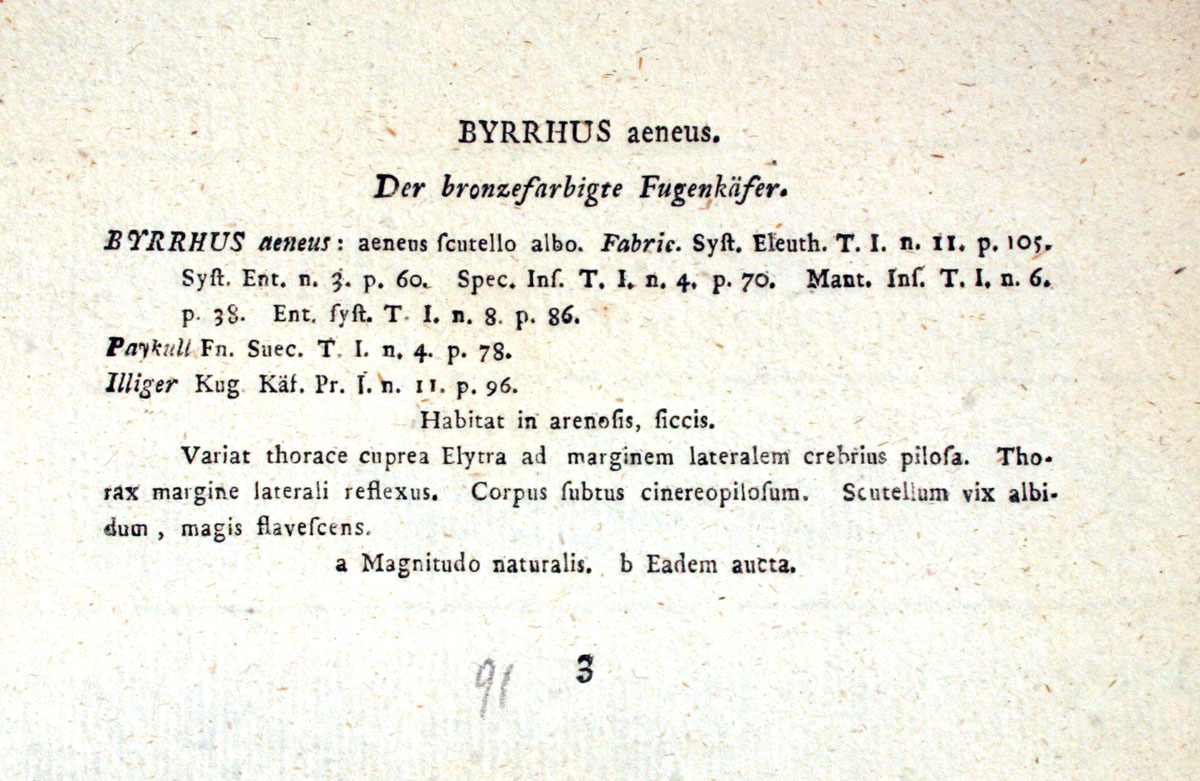 BYRRHUS aeneus.
Der bronzefarbigte Fugenkäfer.
BYRRHUS aeneus: aeneus ſcutello albo. Fabric. Syſt. Eleuth. T. I. n. 11. p. 105.
Syſt. Ent. n. 3. p. 60. Spec. Inſ. T. I. n. 4. p. 70. Mant. Inſ. T. I. n. 6.
p. 38. Ent. ſyſt. T. I. n. 8. p. 86.
Paykull Fn. Suec. T. I. n. 4. p. 78.
Illiger Kug. Käf. Pr. I. n. 11. p. 96.
Habitat in arenoſis, ſiccis.
Variat thorace cuprea Elytra ad marginem lateralem crebrius piloſa. Tho-
rax margine laterali reflexus. Corpus ſubtus cinereopiloſum. Scutellum vix albi-
dum, magis flaveſcens.
a Magnitudo naturalis. b Eadem aucta.
91 3